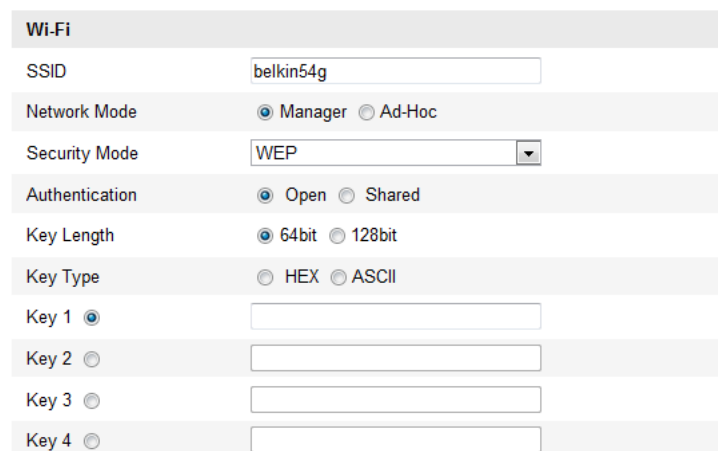 Wi-Fi
SSID belkin54g
Network Mode Manager Ad-Hoc
Security Mode WEP
Authentication Open Shared
Key Length 64bit 128bit
Key Type HEX ASCII
Key 1
Key 2
Key 3
Key 4